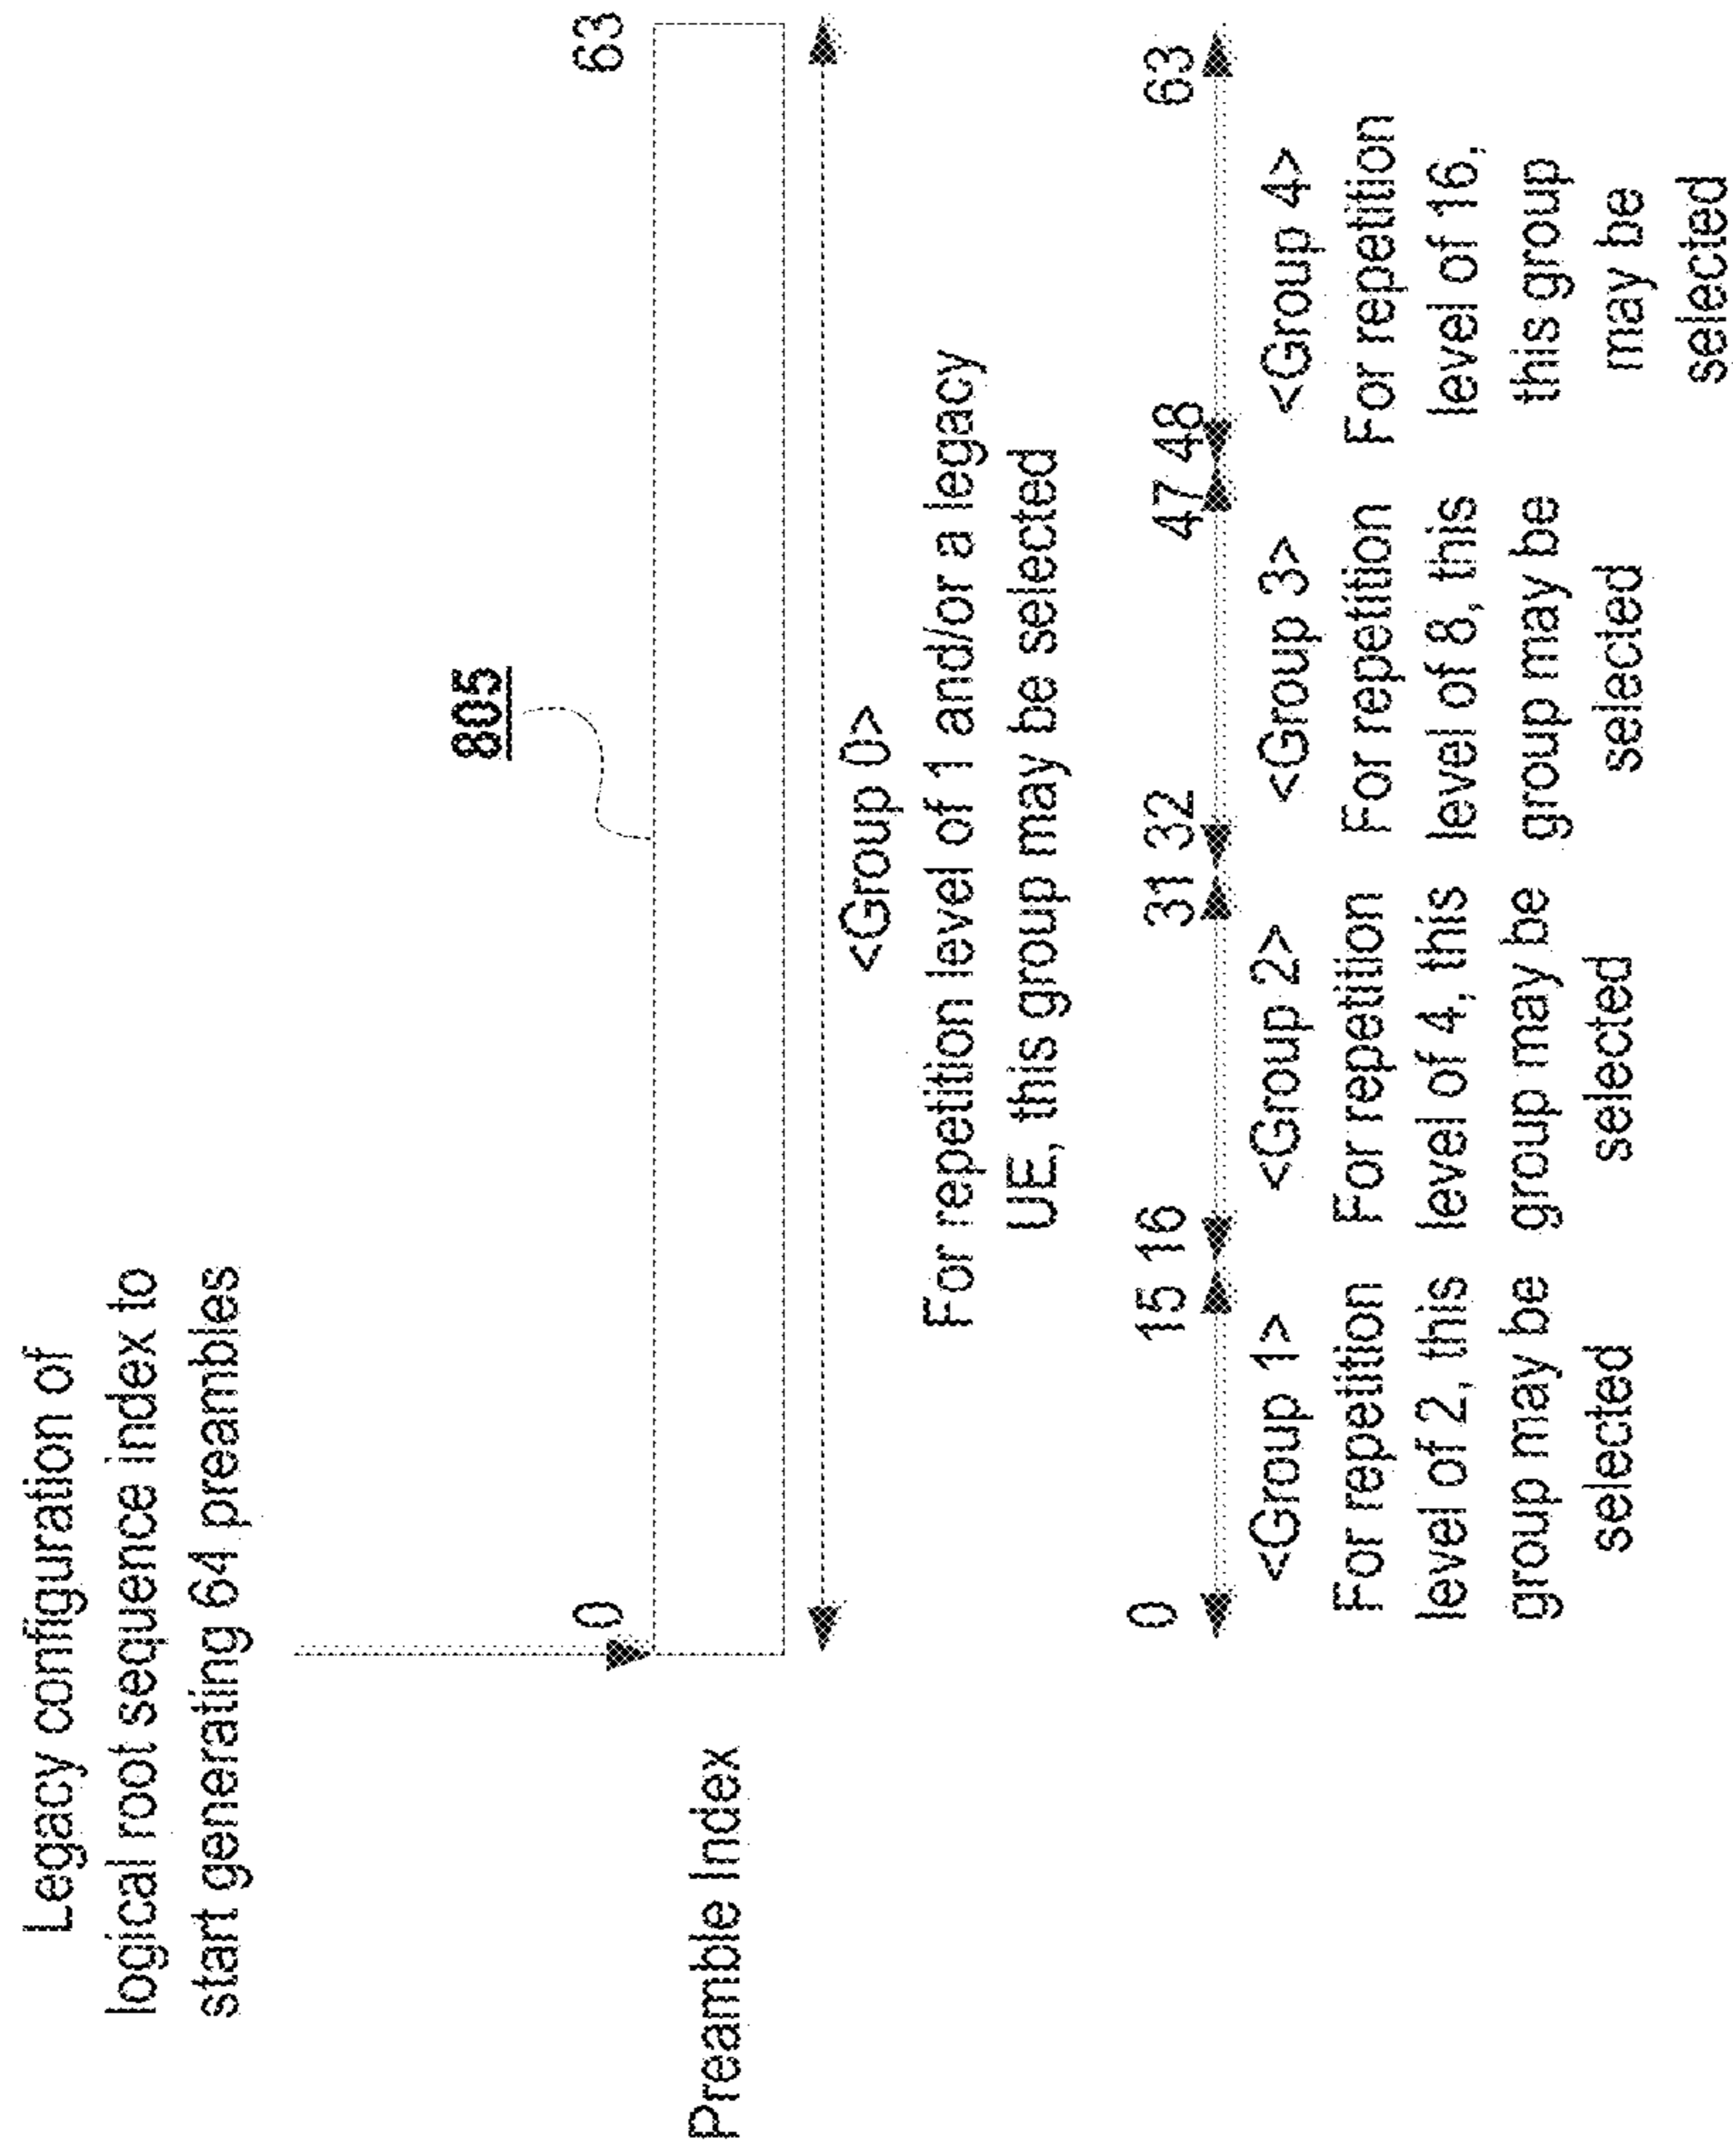 Legacy configuration of
logical root sequence index to
start generating 64 preambles
805
0
63
Preamble Index
<Group 0>
For repetition level of 1 and/or a legacy
UE, this group may be selected
0
15 16
31 32
47 48
63
<Group 1>
For repetition
level of 2, this
group may be
selected
<Group 2>
For repetition
level of 4, this
group may be
selected
<Group 3>
For repetition
level of 8, this
group may be
selected
<Group 4>
For repetition
level of 16,
this group
may be
selected